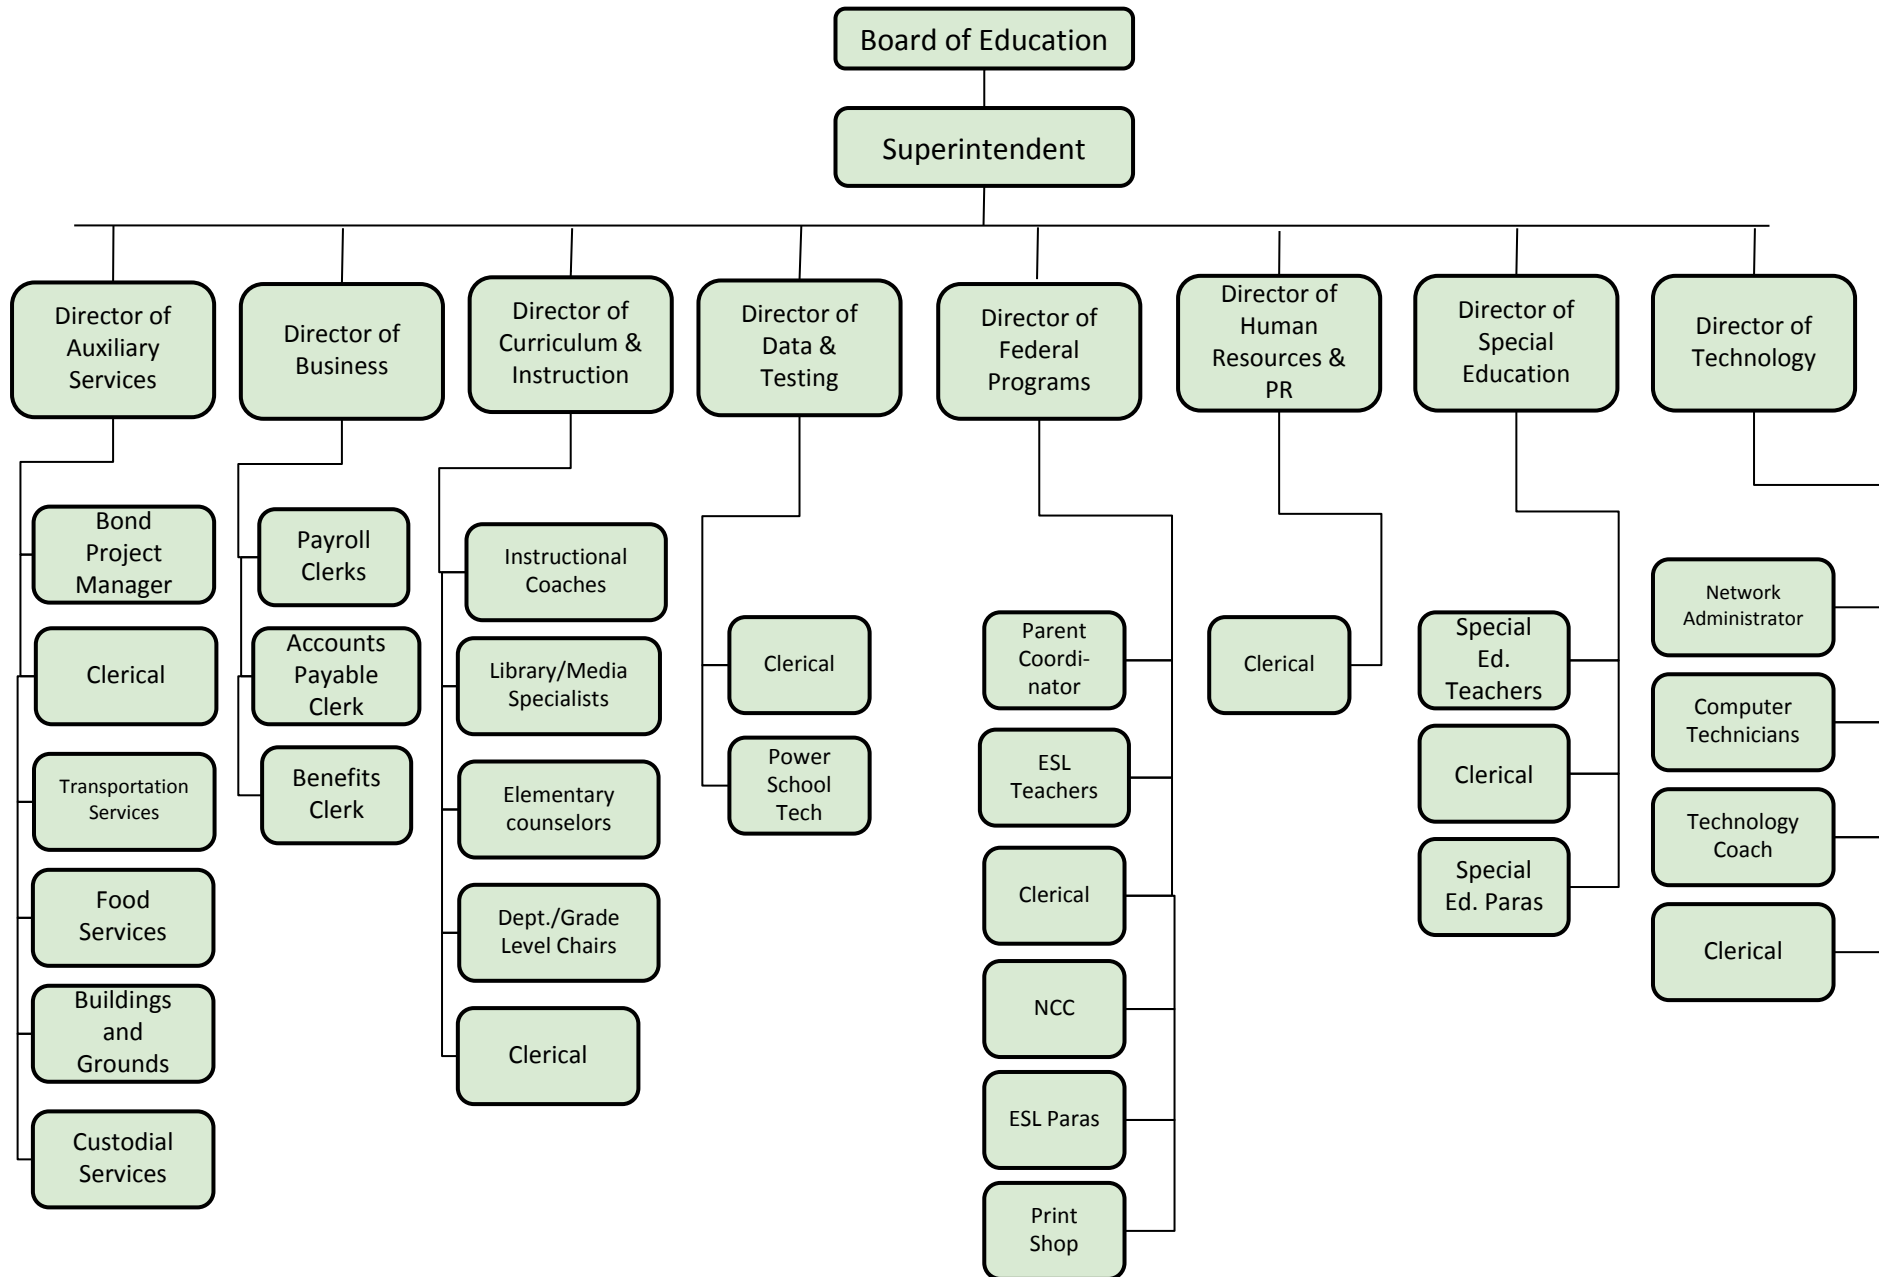 Board of Education
Superintendent
Director of
Auxiliary
Services
Director of
Business
Director of
Curriculum &
Instruction
Director of
Data &
Testing
Director of
Federal
Programs
Director of
Human
Resources &
PR
Director of
Special
Education
Director of
Technology
Bond
Project
Manager
Clerical
Transportation
Services
Food
Services
Buildings
and
Grounds
Custodial
Services
Payroll
Clerks
Accounts
Payable
Clerk
Benefits
Clerk
Instructional
Coaches
Library/Media
Specialists
Elementary
counselors
Dept./Grade
Level Chairs
Clerical
Clerical
Power
School
Tech
Parent
Coordi-
nator
ESL
Teachers
Clerical
NCC
ESL Paras
Print
Shop
Clerical
Special
Ed.
Teachers
Clerical
Special
Ed. Paras
Network
Administrator
Computer
Technicians
Technology
Coach
Clerical